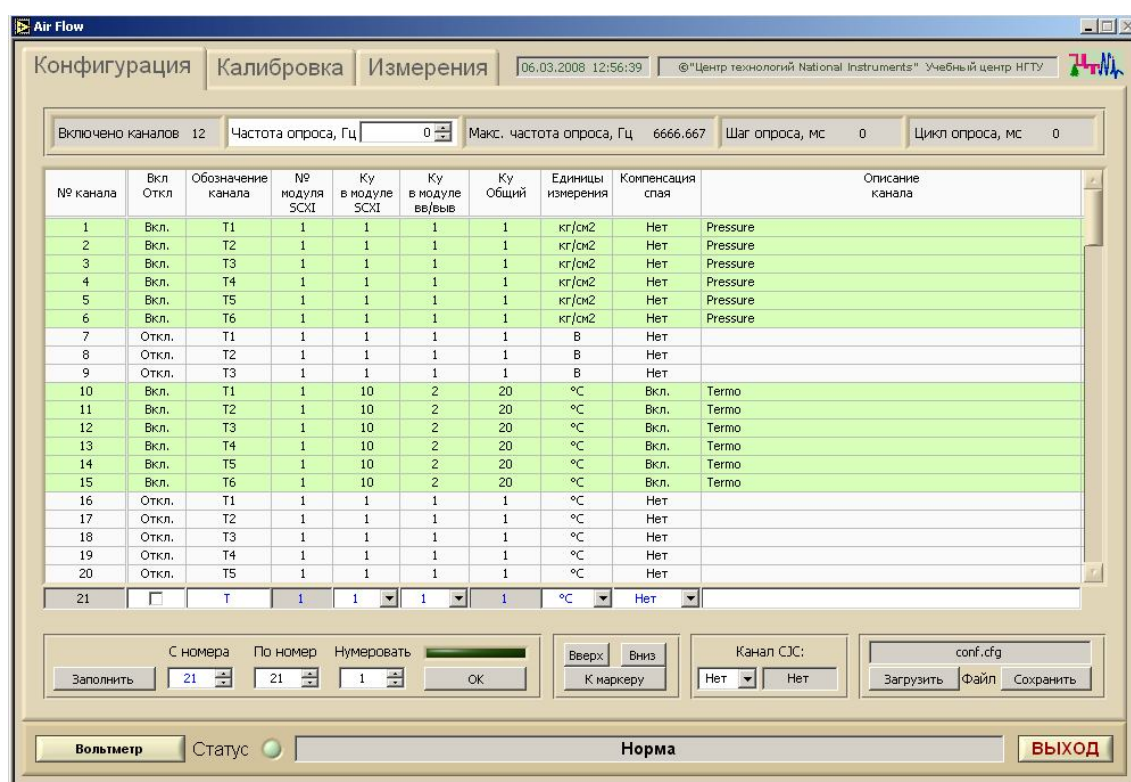 Air Flow
Конфигурация Калибровка Измерения 06.03.2008 12:56:39 ©"Центр технологий National Instruments" Учебный центр НГТУ
Включено каналов 12 Частота опроса, Гц 0 Макс. частота опроса, Гц 6666.667 Шаг опроса, мс 0 Цикл опроса, мс 0
№ канала Вкл Откл Обозначение канала № модуля SCXI Ку в модуле SCXI Ку в модуле вв/выв Ку Общий Единицы измерения Компенсация спая Описание канала
1 Вкл. T1 1 1 1 1 кг/см2 Нет Pressure
2 Вкл. T2 1 1 1 1 кг/см2 Нет Pressure
3 Вкл. T3 1 1 1 1 кг/см2 Нет Pressure
4 Вкл. T4 1 1 1 1 кг/см2 Нет Pressure
5 Вкл. T5 1 1 1 1 кг/см2 Нет Pressure
6 Вкл. T6 1 1 1 1 кг/см2 Нет Pressure
7 Откл. T1 1 1 1 1 В Нет
8 Откл. T2 1 1 1 1 В Нет
9 Откл. T3 1 1 1 1 В Нет
10 Вкл. T1 1 10 2 20 °C Вкл. Termo
11 Вкл. T2 1 10 2 20 °C Вкл. Termo
12 Вкл. T3 1 10 2 20 °C Вкл. Termo
13 Вкл. T4 1 10 2 20 °C Вкл. Termo
14 Вкл. T5 1 10 2 20 °C Вкл. Termo
15 Вкл. T6 1 10 2 20 °C Вкл. Termo
16 Откл. T1 1 1 1 1 °C Нет
17 Откл. T2 1 1 1 1 °C Нет
18 Откл. T3 1 1 1 1 °C Нет
19 Откл. T4 1 1 1 1 °C Нет
20 Откл. T5 1 1 1 1 °C Нет
21 T 1 1 1 1 °C Нет
С номера По номер Нумеровать
Заполнить 21 21 1 OK
Вверх Вниз
К маркеру
Канал CJC:
Нет Нет
conf.cfg
Загрузить Файл Сохранить
Вольтметр Статус Норма ВЫХОД